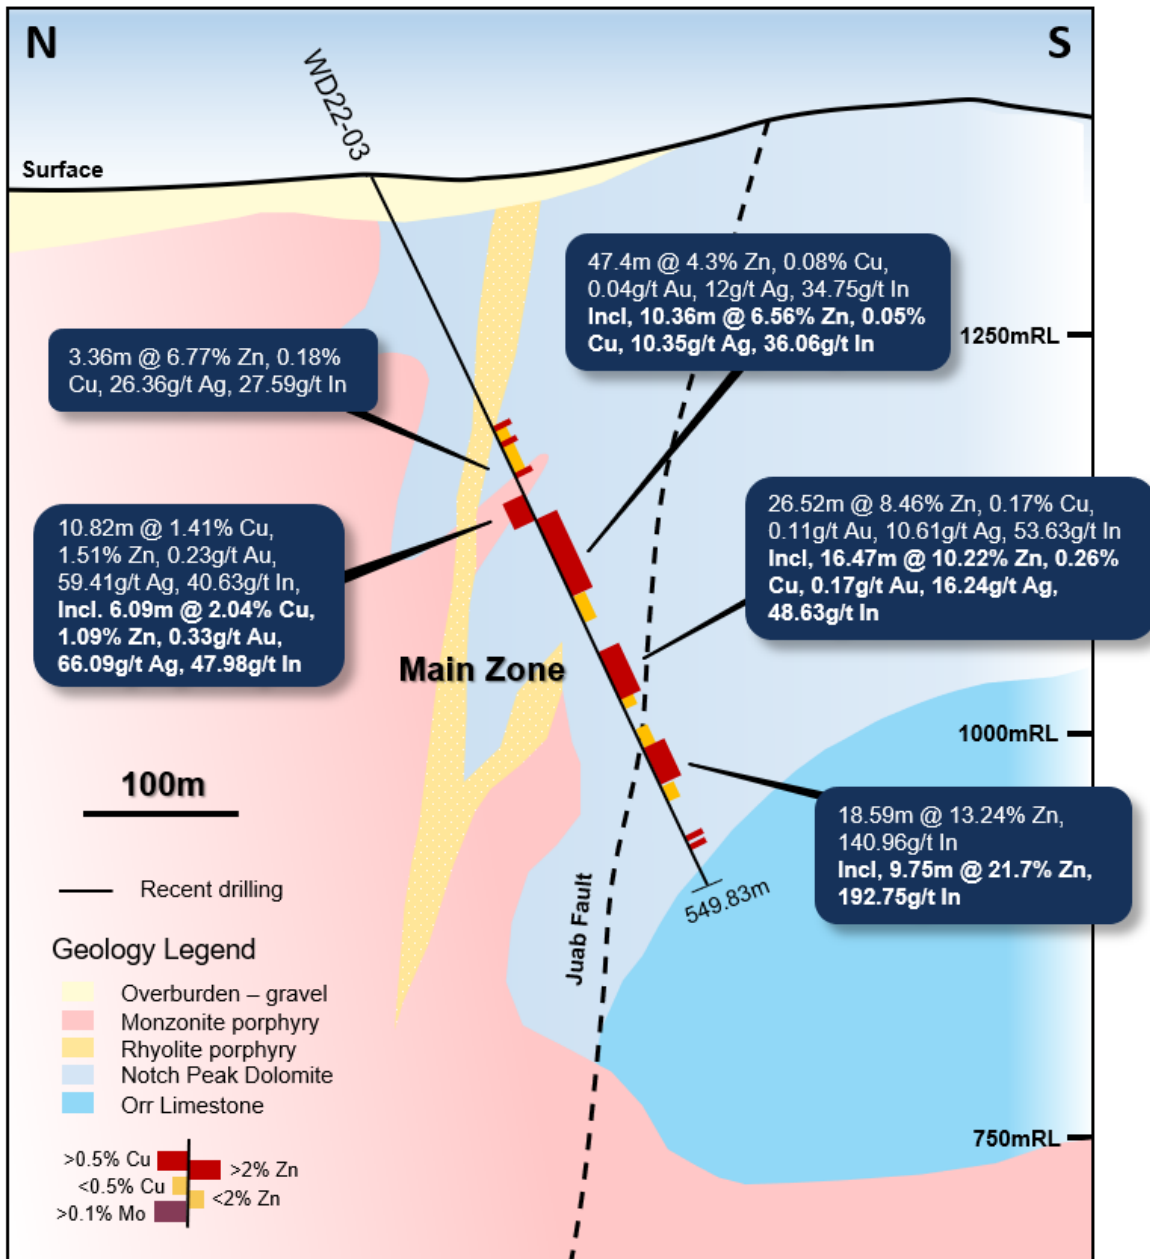 N
S
WD22-03
Surface
47.4m @ 4.3% Zn, 0.08% Cu,
0.04g/t Au, 12g/t Ag, 34.75g/t In
Incl, 10.36m @ 6.56% Zn, 0.05%
Cu, 10.35g/t Ag, 36.06g/t In
1250mRL
3.36m @ 6.77% Zn, 0.18%
Cu, 26.36g/t Ag, 27.59g/t In
10.82m @ 1.41% Cu,
1.51% Zn, 0.23g/t Au,
59.41g/t Ag, 40.63g/t In,
Incl. 6.09m @ 2.04% Cu,
1.09% Zn, 0.33g/t Au,
66.09g/t Ag, 47.98g/t In
26.52m @ 8.46% Zn, 0.17% Cu,
0.11g/t Au, 10.61g/t Ag, 53.63g/t In
Incl, 16.47m @ 10.22% Zn, 0.26%
Cu, 0.17g/t Au, 16.24g/t Ag,
48.63g/t In
Main Zone
1000mRL
100m
18.59m @ 13.24% Zn,
140.96g/t In
Incl, 9.75m @ 21.7% Zn,
192.75g/t In
549.83m
Juab Fault
Recent drilling
Geology Legend
Overburden – gravel
Monzonite porphyry
Rhyolite porphyry
Notch Peak Dolomite
Orr Limestone
750mRL
>0.5% Cu
>2% Zn
<0.5% Cu
<2% Zn
>0.1% Mo